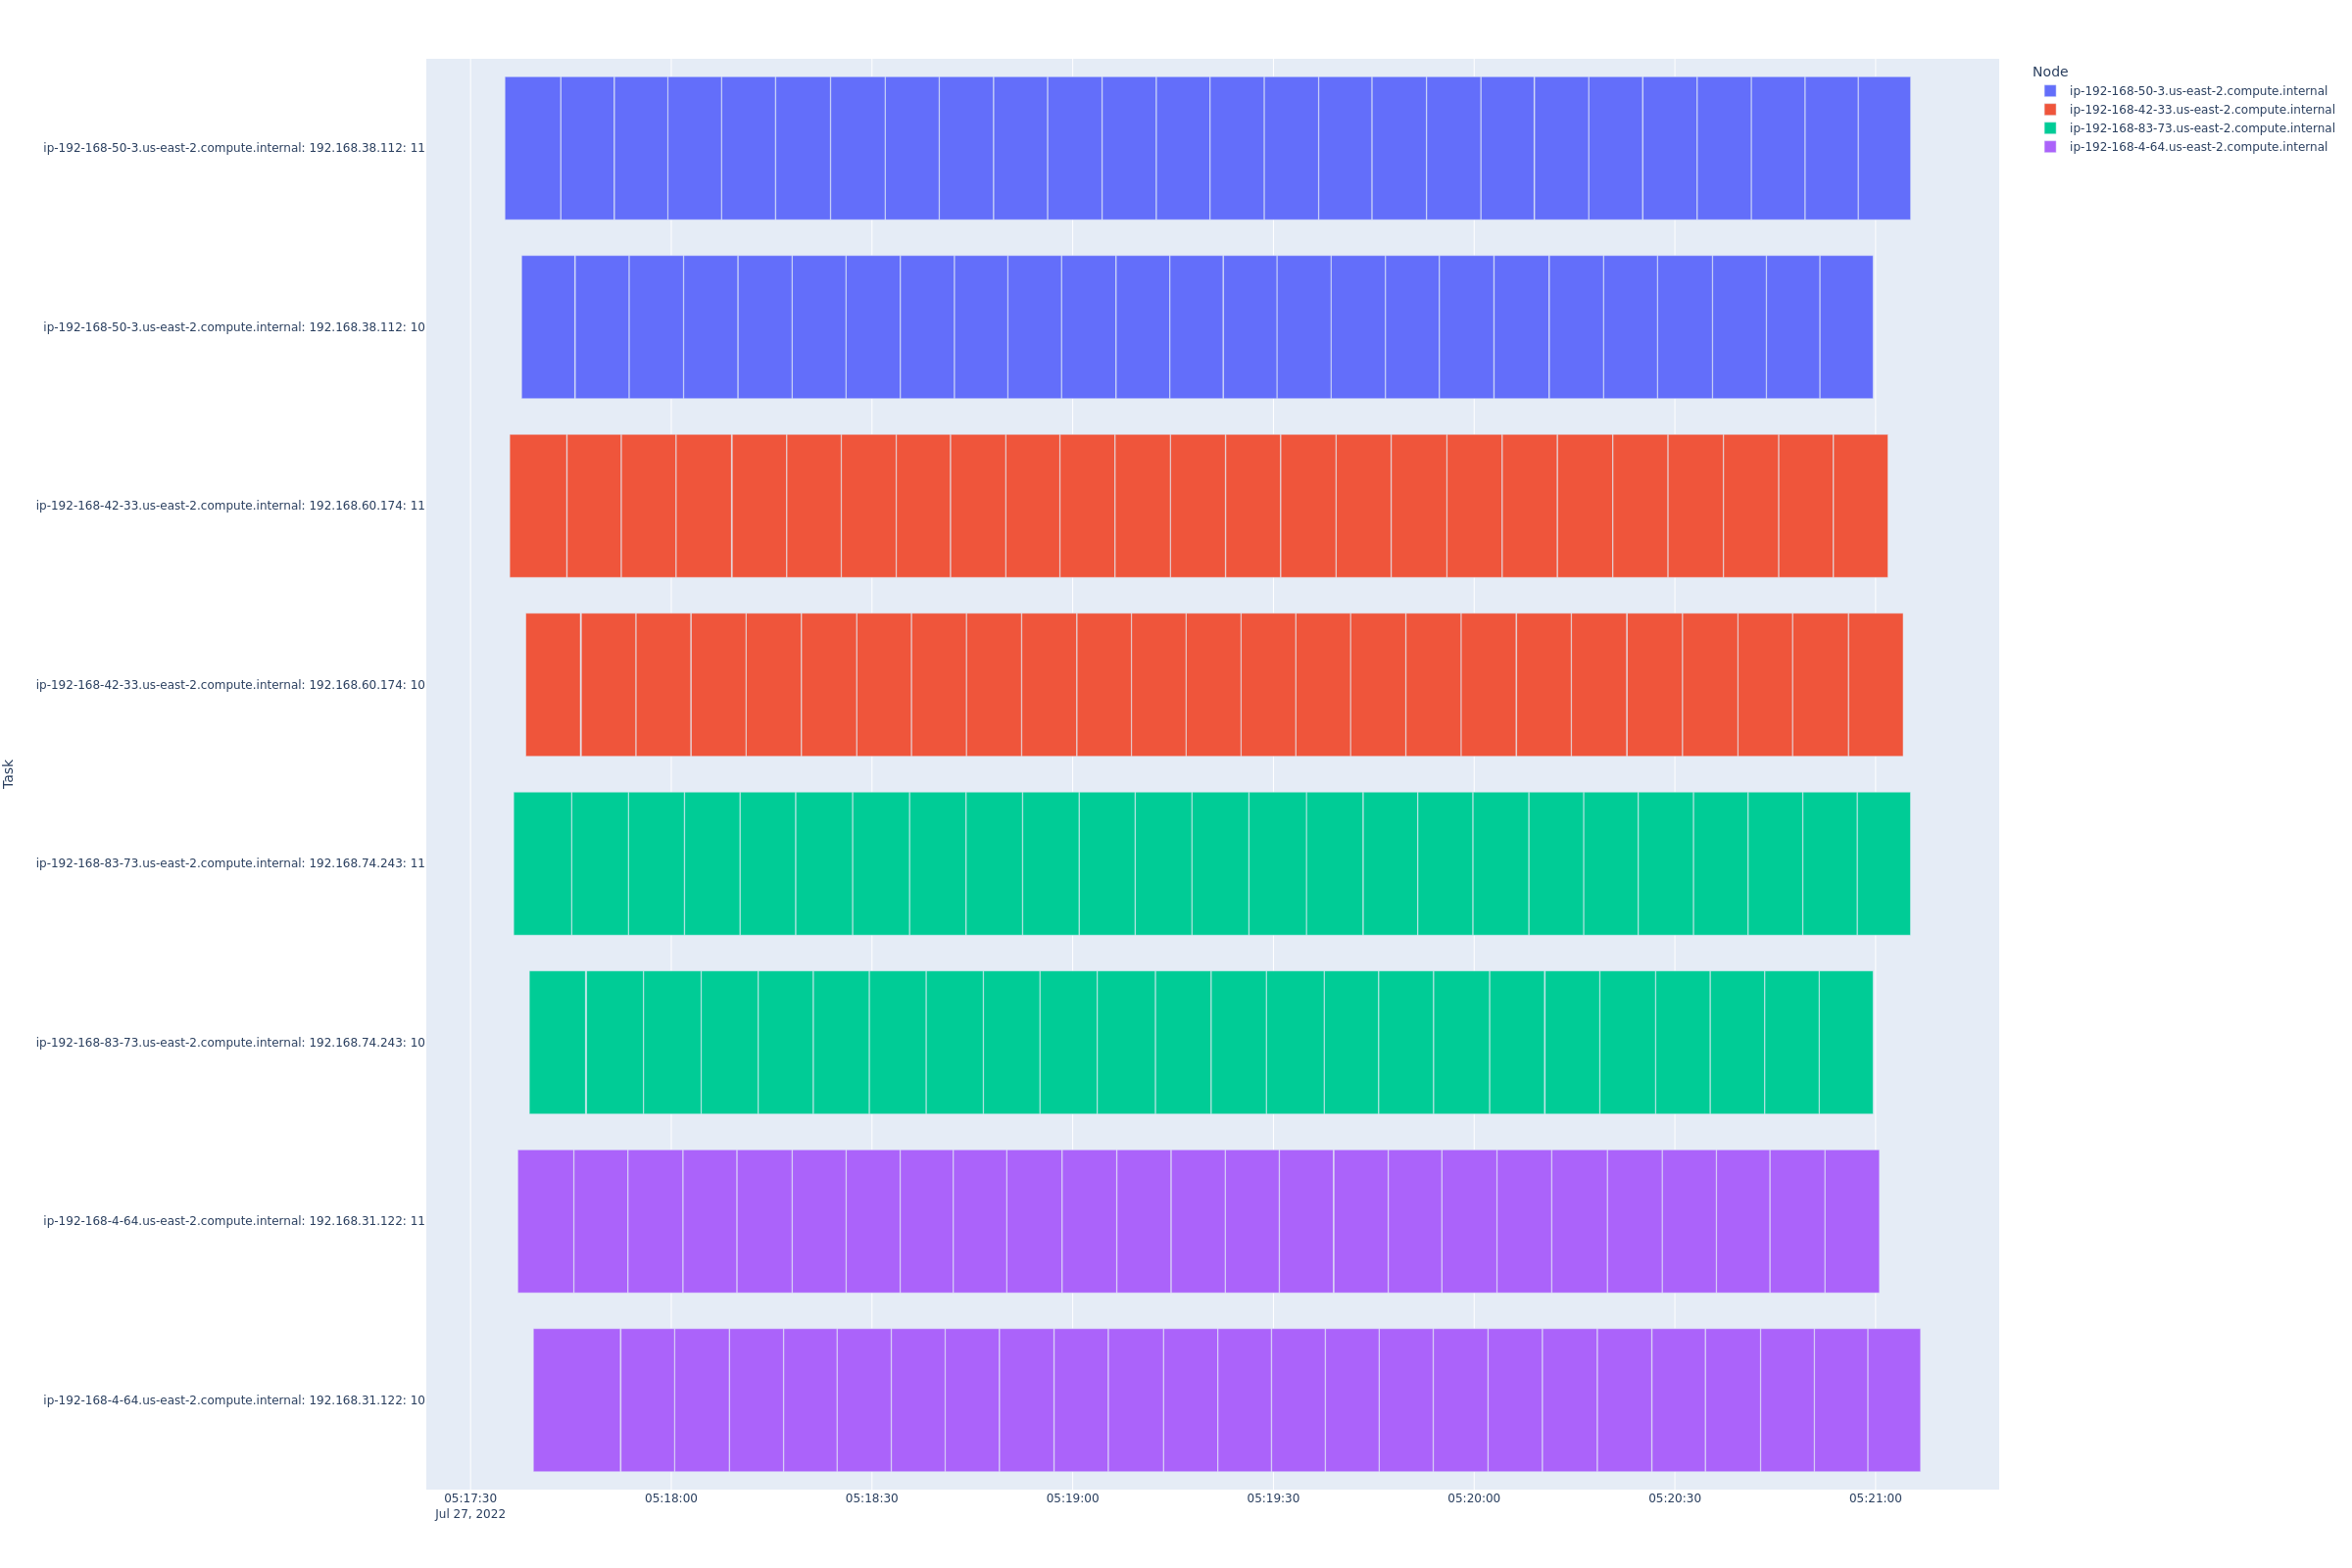 Node
ip-192-168-50-3.us-east-2.compute.internal
ip-192-168-42-33.us-east-2.compute.internal
ip-192-168-83-73.us-east-2.compute.internal
ip-192-168-4-64.us-east-2.compute.internal
ip-192-168-50-3.us-east-2.compute.internal: 192.168.38.112: 11
ip-192-168-50-3.us-east-2.compute.internal: 192.168.38.112: 10
ip-192-168-42-33.us-east-2.compute.internal: 192.168.60.174: 11
ip-192-168-42-33.us-east-2.compute.internal: 192.168.60.174: 10
Task
ip-192-168-83-73.us-east-2.compute.internal: 192.168.74.243: 11
ip-192-168-83-73.us-east-2.compute.internal: 192.168.74.243: 10
ip-192-168-4-64.us-east-2.compute.internal: 192.168.31.122: 11
ip-192-168-4-64.us-east-2.compute.internal: 192.168.31.122: 10
05:17:30 05:18:00 05:18:30 05:19:00 05:19:30 05:20:00 05:20:30 05:21:00
Jul 27, 2022